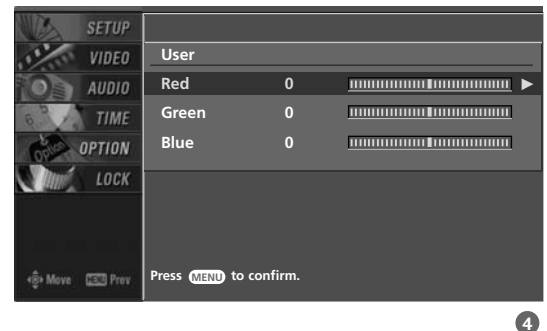 SETUP
VIDEO
AUDIO
TIME
OPTION
LOCK
Move MENU Prev
User
Red 0
Green 0
Blue 0
Press MENU to confirm.
4